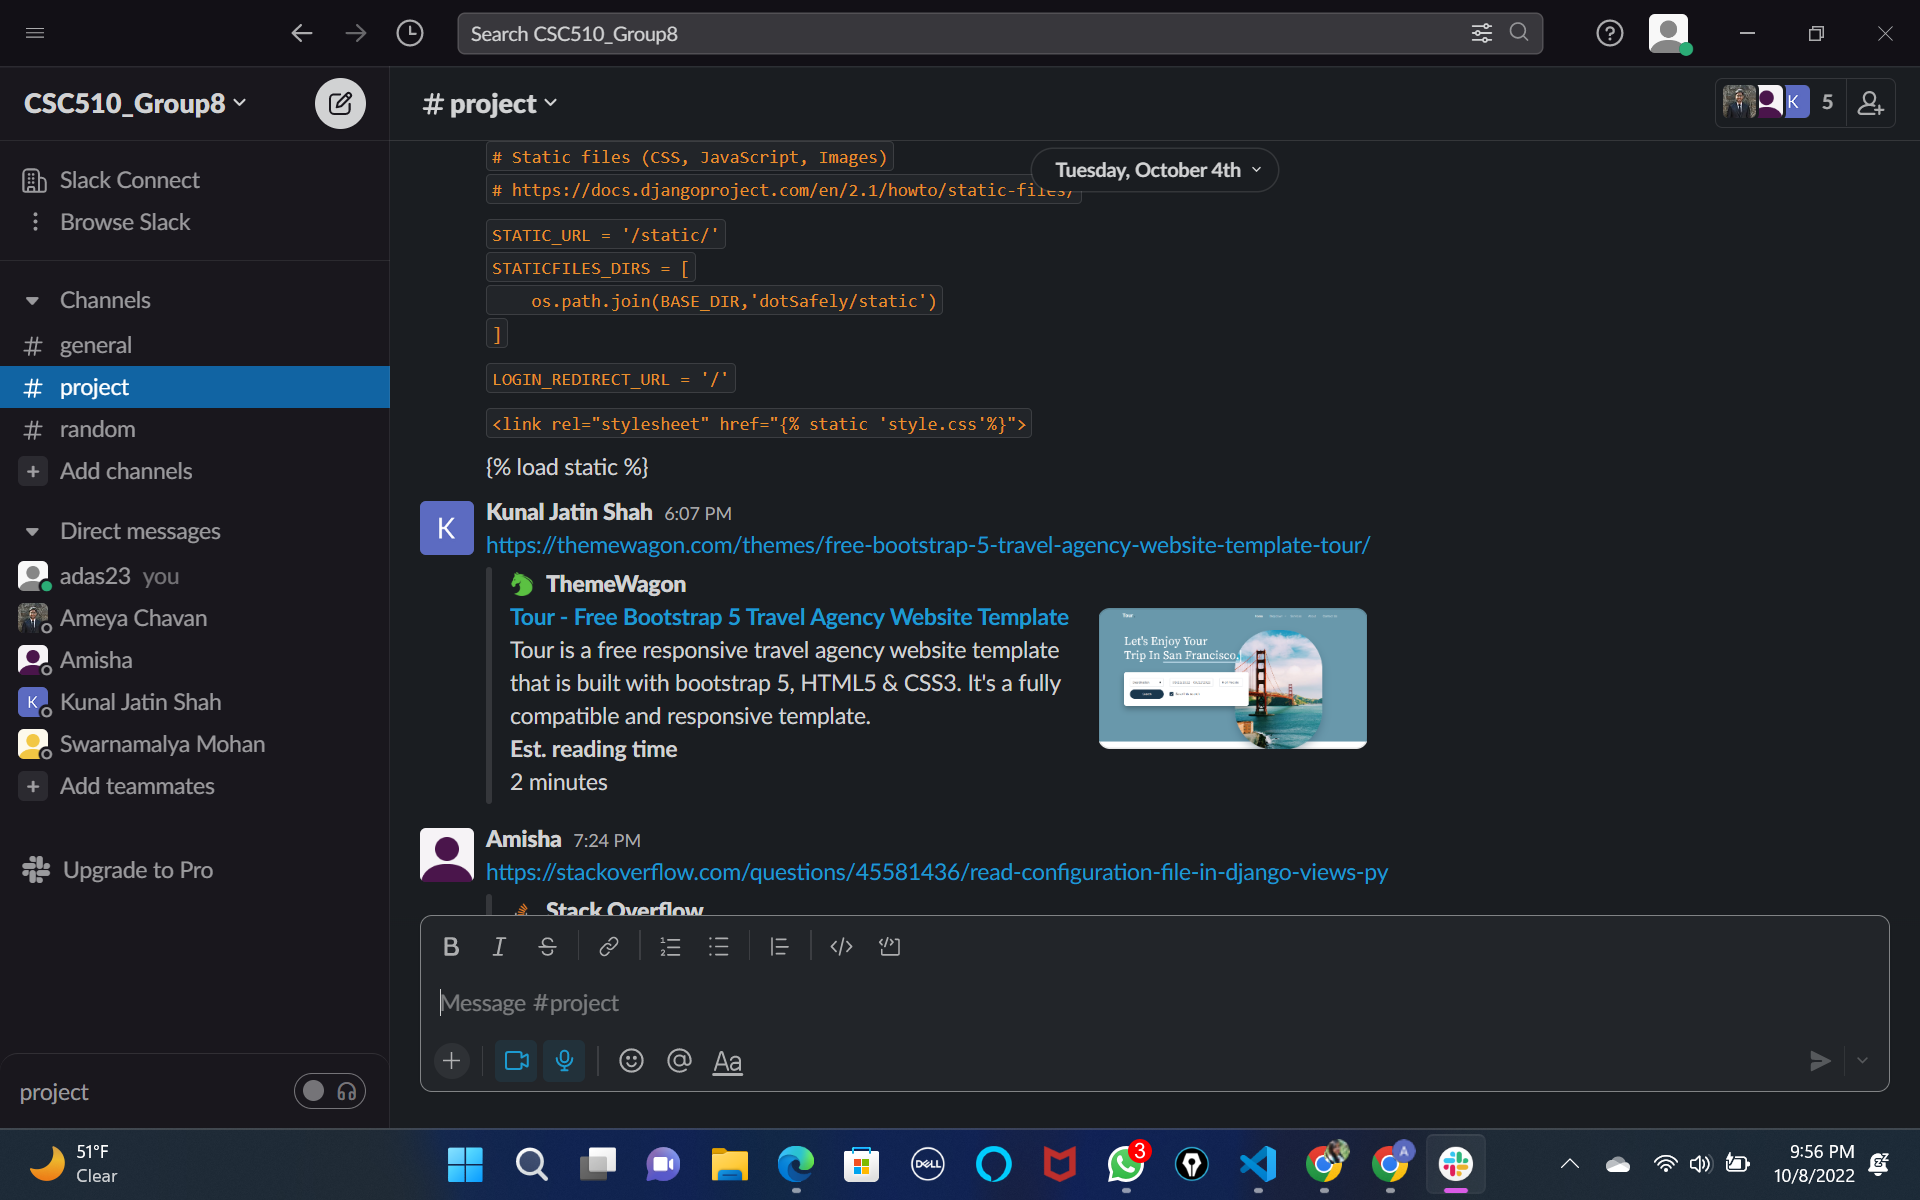 Search CSC510_Group8
CSC510_Group8
# project
K
5
Slack Connect
Browse Slack
Channels
# general
# project
# random
+ Add channels
Direct messages
adas23 you
Ameya Chavan
Amisha
K Kunal Jatin Shah
Swarnamalya Mohan
+ Add teammates
Upgrade to Pro
project
Tuesday, October 4th
# Static files (CSS, JavaScript, Images)
# https://docs.djangoproject.com/en/2.1/howto/static-files/
STATIC_URL = '/static/'
STATICFILES_DIRS = [
os.path.join(BASE_DIR,'dotSafely/static')
]
LOGIN_REDIRECT_URL = '/'
<link rel="stylesheet" href="{% static 'style.css'%}">
{% load static %}
K
Kunal Jatin Shah 6:07 PM
https://themewagon.com/themes/free-bootstrap-5-travel-agency-website-template-tour/
ThemeWagon
Tour - Free Bootstrap 5 Travel Agency Website Template
Tour is a free responsive travel agency website template
that is built with bootstrap 5, HTML5 & CSS3. It's a fully
compatible and responsive template.
Est. reading time
2 minutes
Tour
Let's Enjoy Your
Trip In San Francisco.
Amisha 7:24 PM
https://stackoverflow.com/questions/45581436/read-configuration-file-in-django-views-py
Stack Overflow
B I S
Message #project
Aa
51°F
Clear
DELL
3
A
9:56 PM
10/8/2022